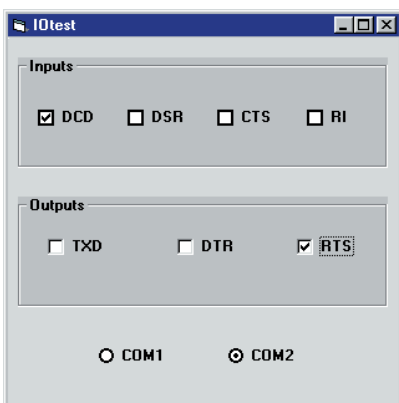 IOtest
Inputs
DCD DSR CTS RI
Outputs
TXD DTR RTS
COM1 COM2